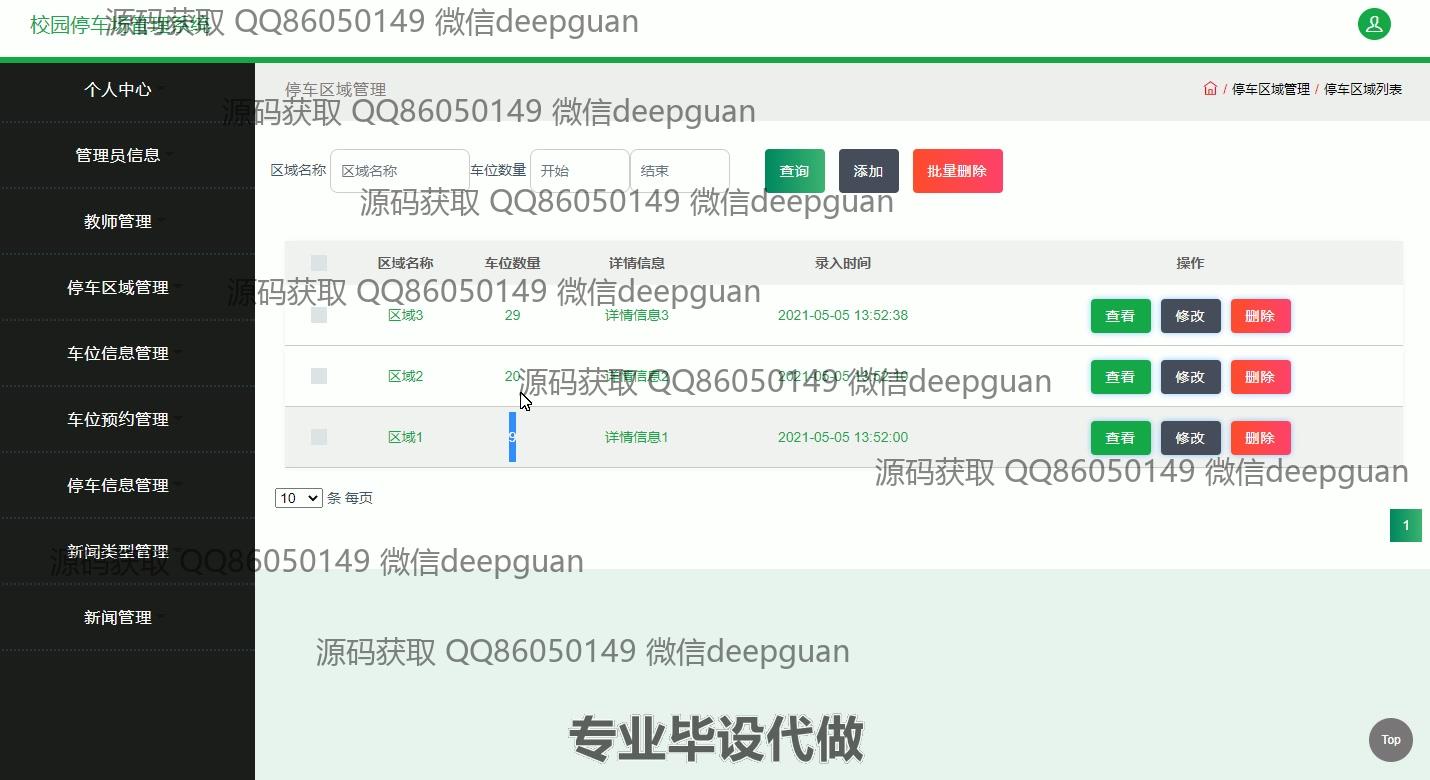 校园停车场管理系统
源码获取 QQ86050149 微信deepguan
个人中心
管理员信息
教师管理
停车区域管理
车位信息管理
车位预约管理
停车信息管理
新闻类型管理
新闻管理
停车区域管理
/ 停车区域管理 / 停车区域列表
源码获取 QQ86050149 微信deepguan
区域名称 区域名称 车位数量 开始 结束 查询 添加 批量删除
源码获取 QQ86050149 微信deepguan
区域名称 车位数量 详情信息 录入时间 操作
源码获取 QQ86050149 微信deepguan
区域3 29 详情信息3 2021-05-05 13:52:38 查看 修改 删除
区域2 20 详情信息2 2021-05-05 13:52:10 查看 修改 删除
源码获取 QQ86050149 微信deepguan
区域1 9 详情信息1 2021-05-05 13:52:00 查看 修改 删除
源码获取 QQ86050149 微信deepguan
10 条 每页
1
源码获取 QQ86050149 微信deepguan
源码获取 QQ86050149 微信deepguan
专业毕设代做
Top